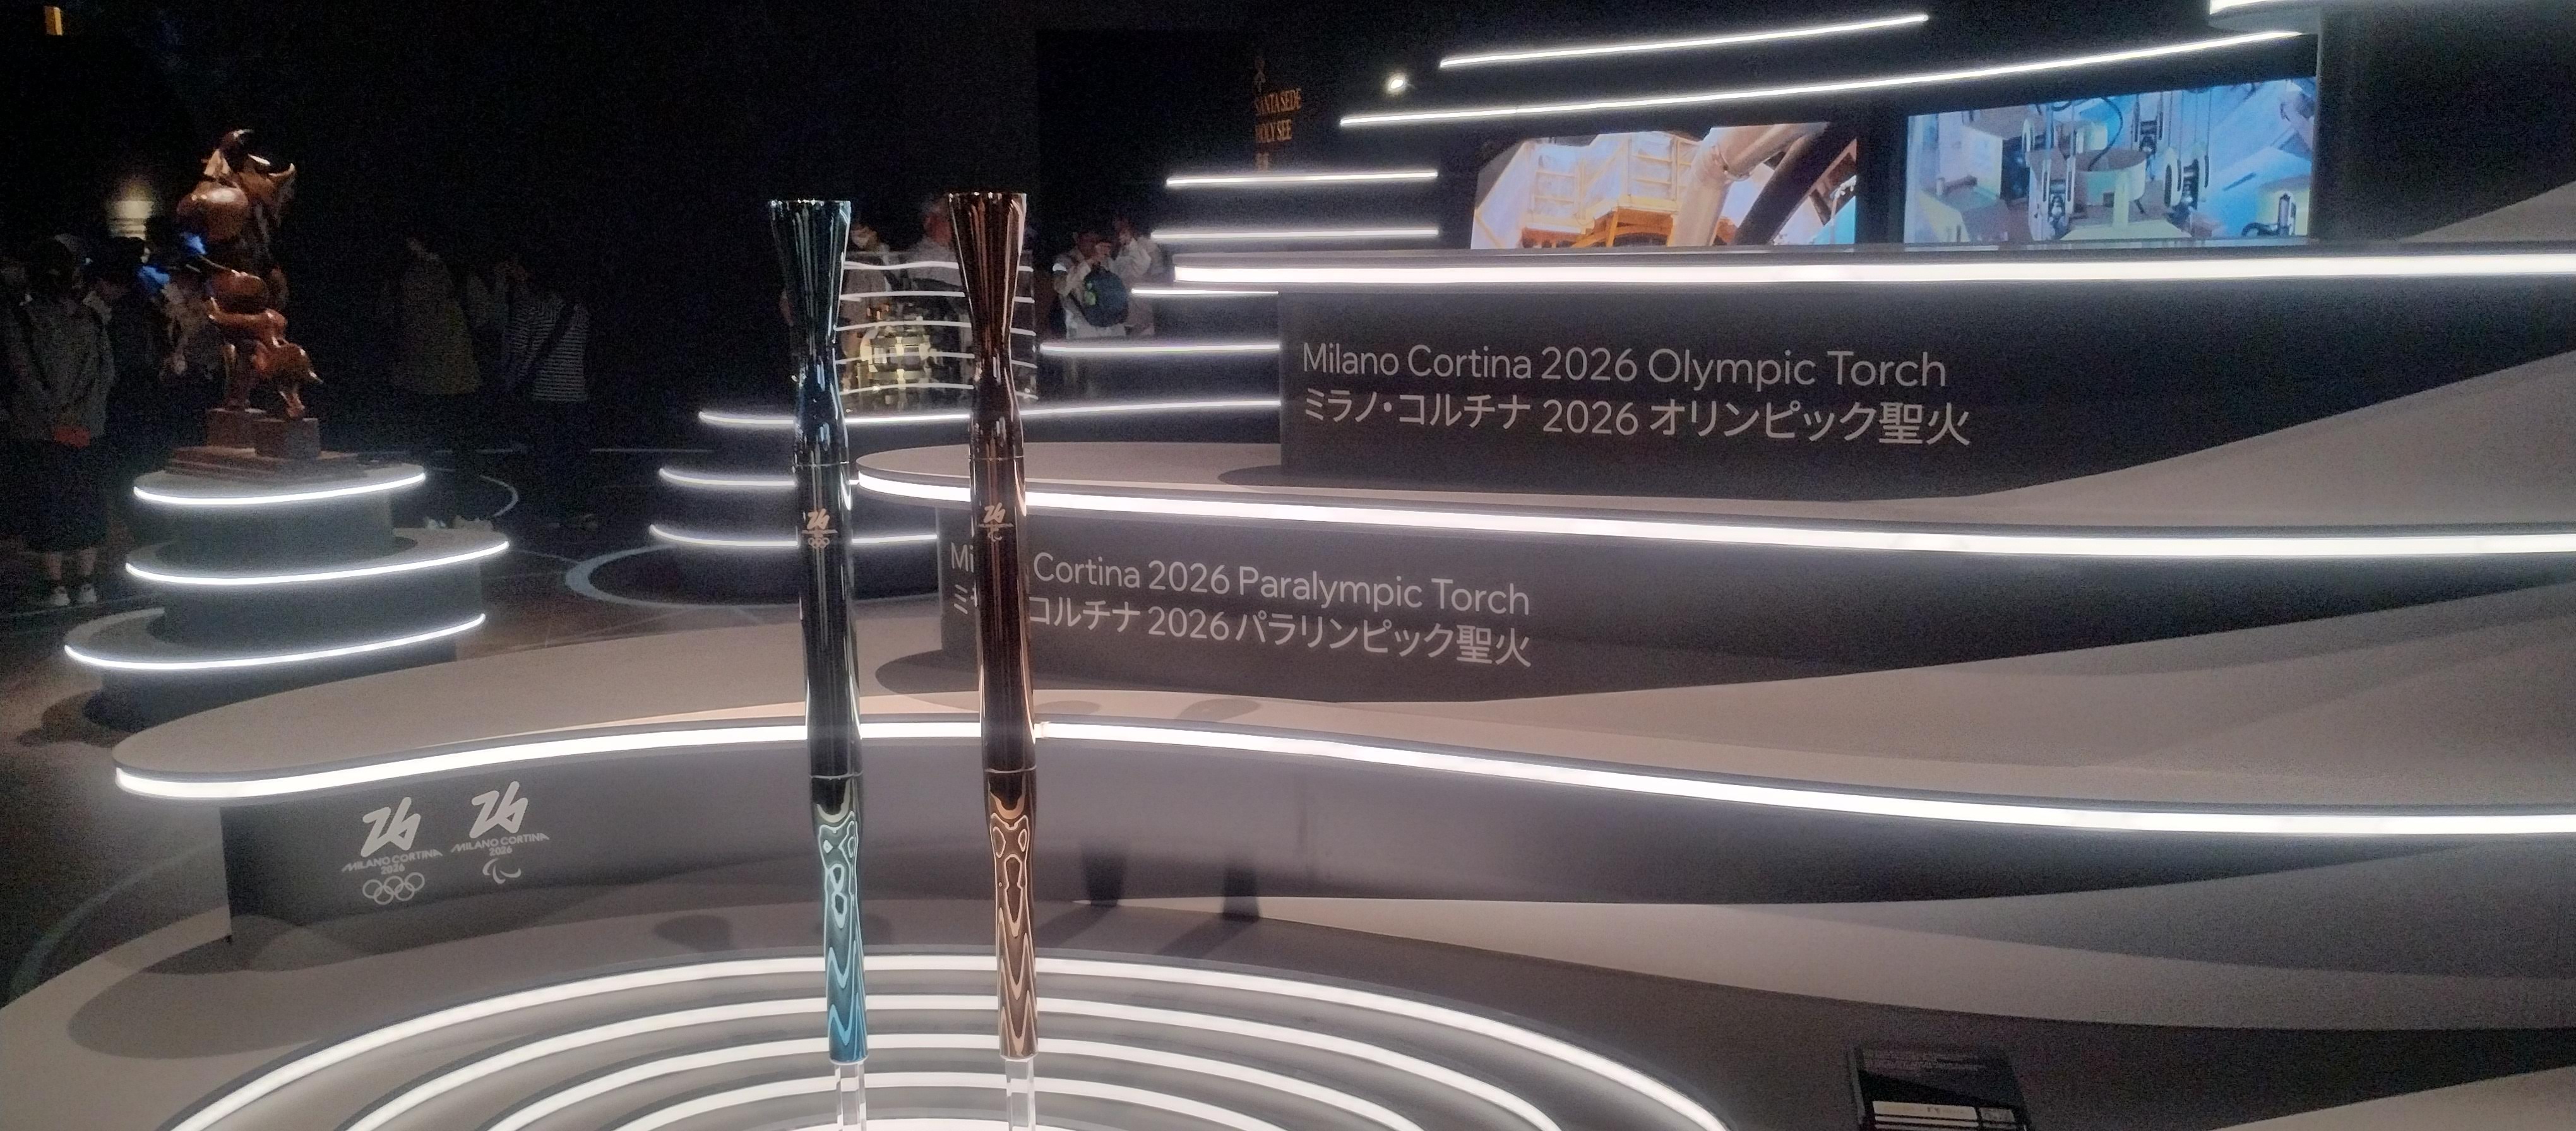 SANTA SEDE
HOLY SEE
Milano Cortina 2026 Olympic Torch
ミラノ・コルチナ 2026 オリンピック聖火
Mi Cortina 2026 Paralympic Torch
ミ コルチナ 2026 パラリンピック聖火
26
26
26
MILANO CORTINA
2026
26
MILANO CORTINA
2026